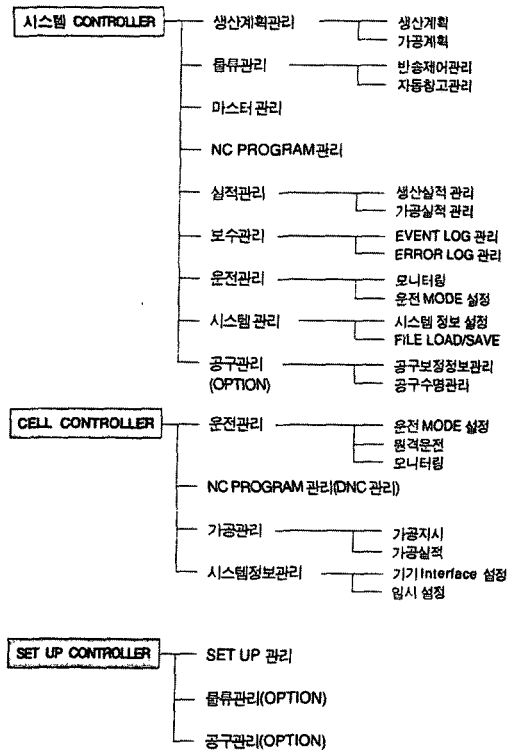 시스템 CONTROLLER
생산계획관리
생산계획
가공계획
물류관리
반송제어관리
자동창고관리
마스터 관리
NC PROGRAM관리
실적관리
생산실적 관리
가공실적 관리
보수관리
EVENT LOG 관리
ERROR LOG 관리
운전관리
모니터링
운전 MODE 설정
시스템 관리
시스템 정보 설정
FILE LOAD/SAVE
공구관리
(OPTION)
공구보정정보관리
공구수명관리
CELL CONTROLLER
운전관리
운전 MODE 설정
원격운전
모니터링
NC PROGRAM 관리(DNC 관리)
가공관리
가공지시
가공실적
시스템정보관리
기기 Interface 설정
임시 설정
SET UP CONTROLLER
SET UP 관리
물류관리(OPTION)
공구관리(OPTION)